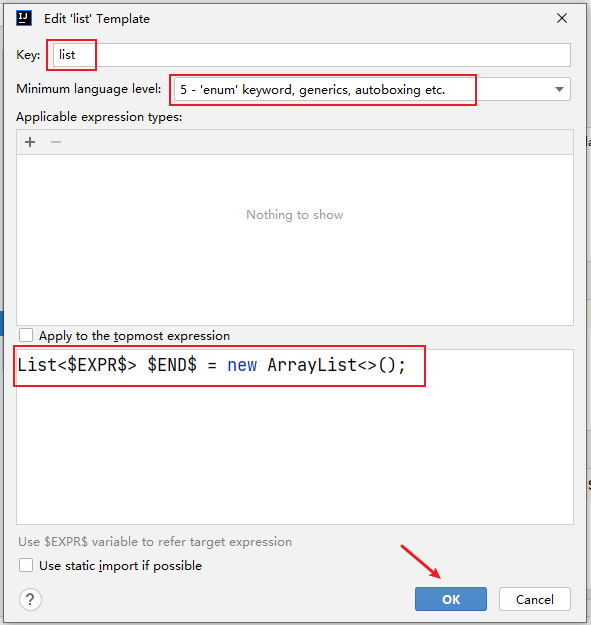 Edit 'list' Template
Key: list
Minimum language level: 5 - 'enum' keyword, generics, autoboxing etc.
Applicable expression types:
Nothing to show
Apply to the topmost expression
List<$EXPR$> $END$ = new ArrayList<>();
Use $EXPR$ variable to refer target expression
Use static import if possible
? OK Cancel